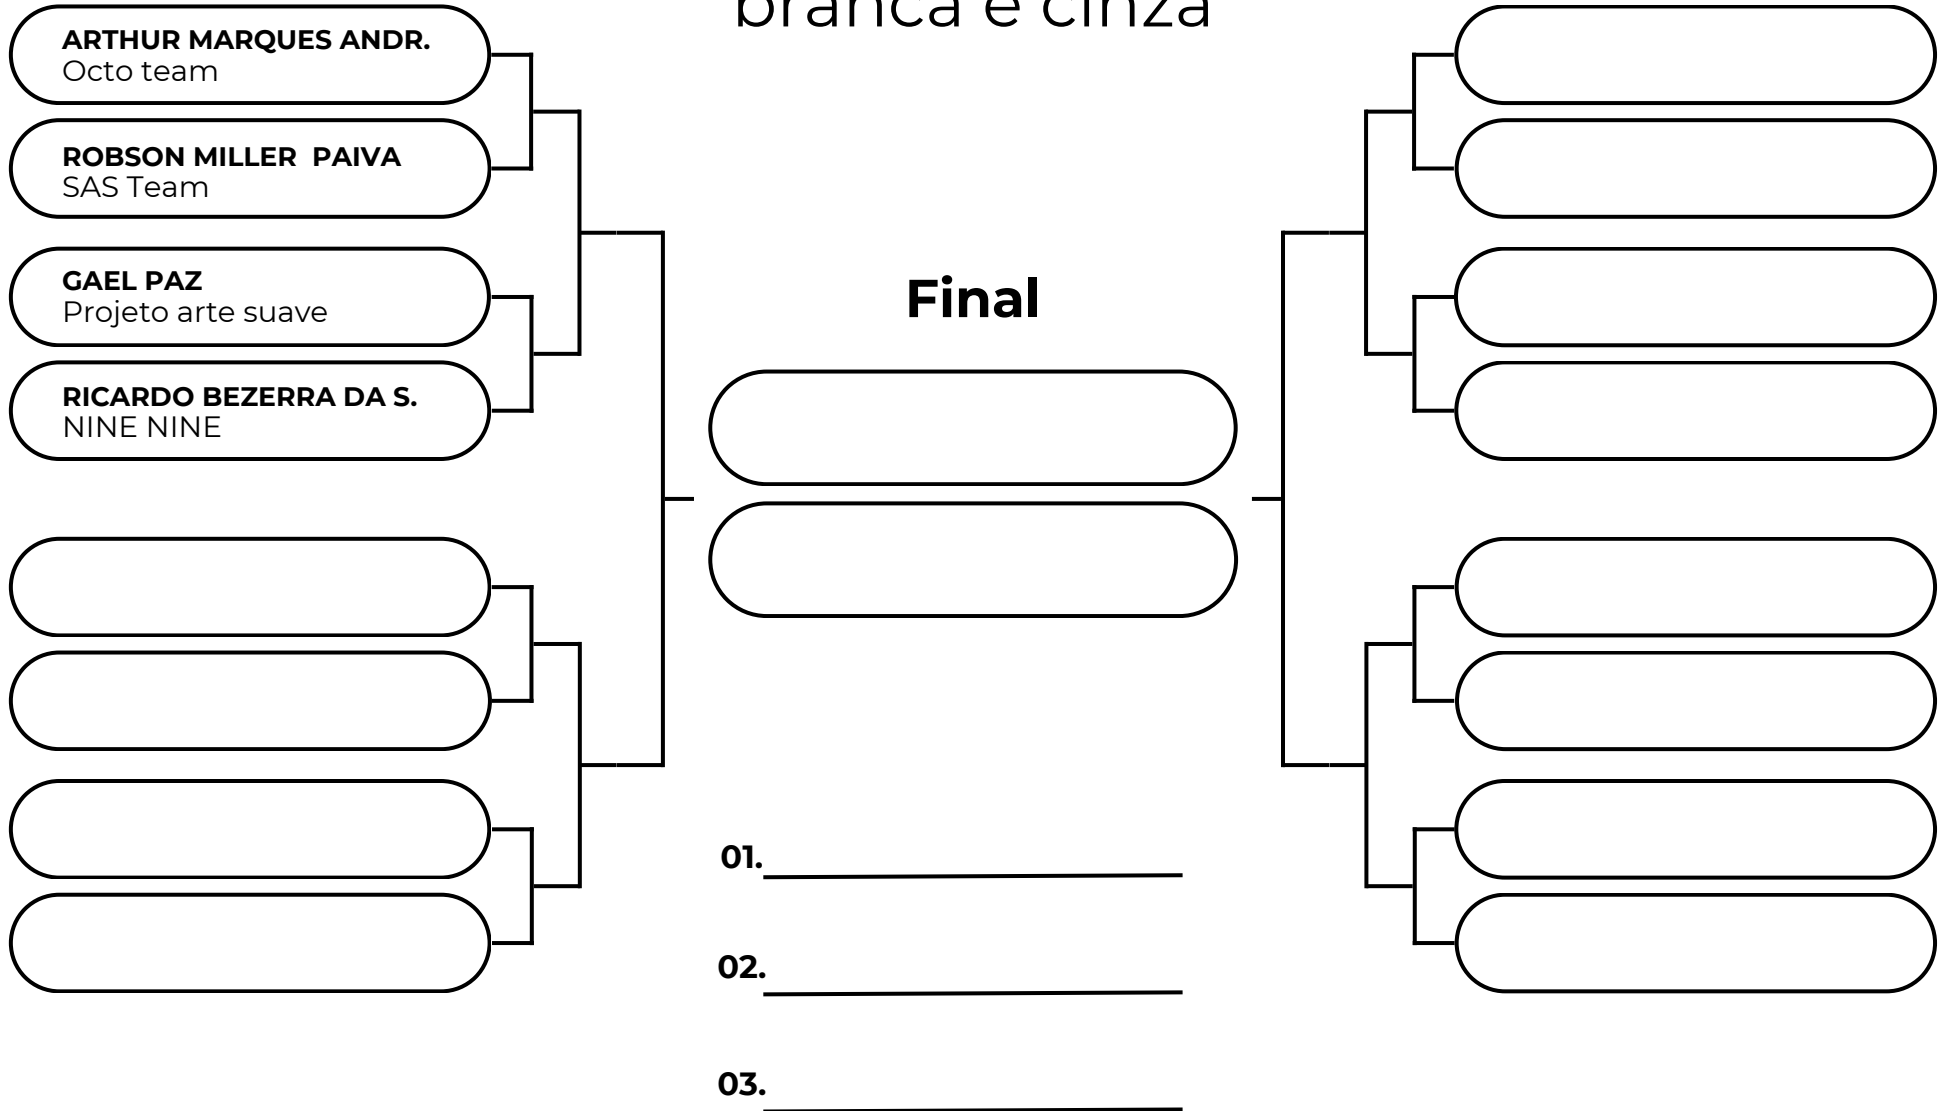 branca e cinza
ARTHUR MARQUES ANDR.
Octo team
ROBSON MILLER PAIVA
SAS Team
GAEL PAZ
Projeto arte suave
RICARDO BEZERRA DA S.
NINE NINE
Final
01.
02.
03.